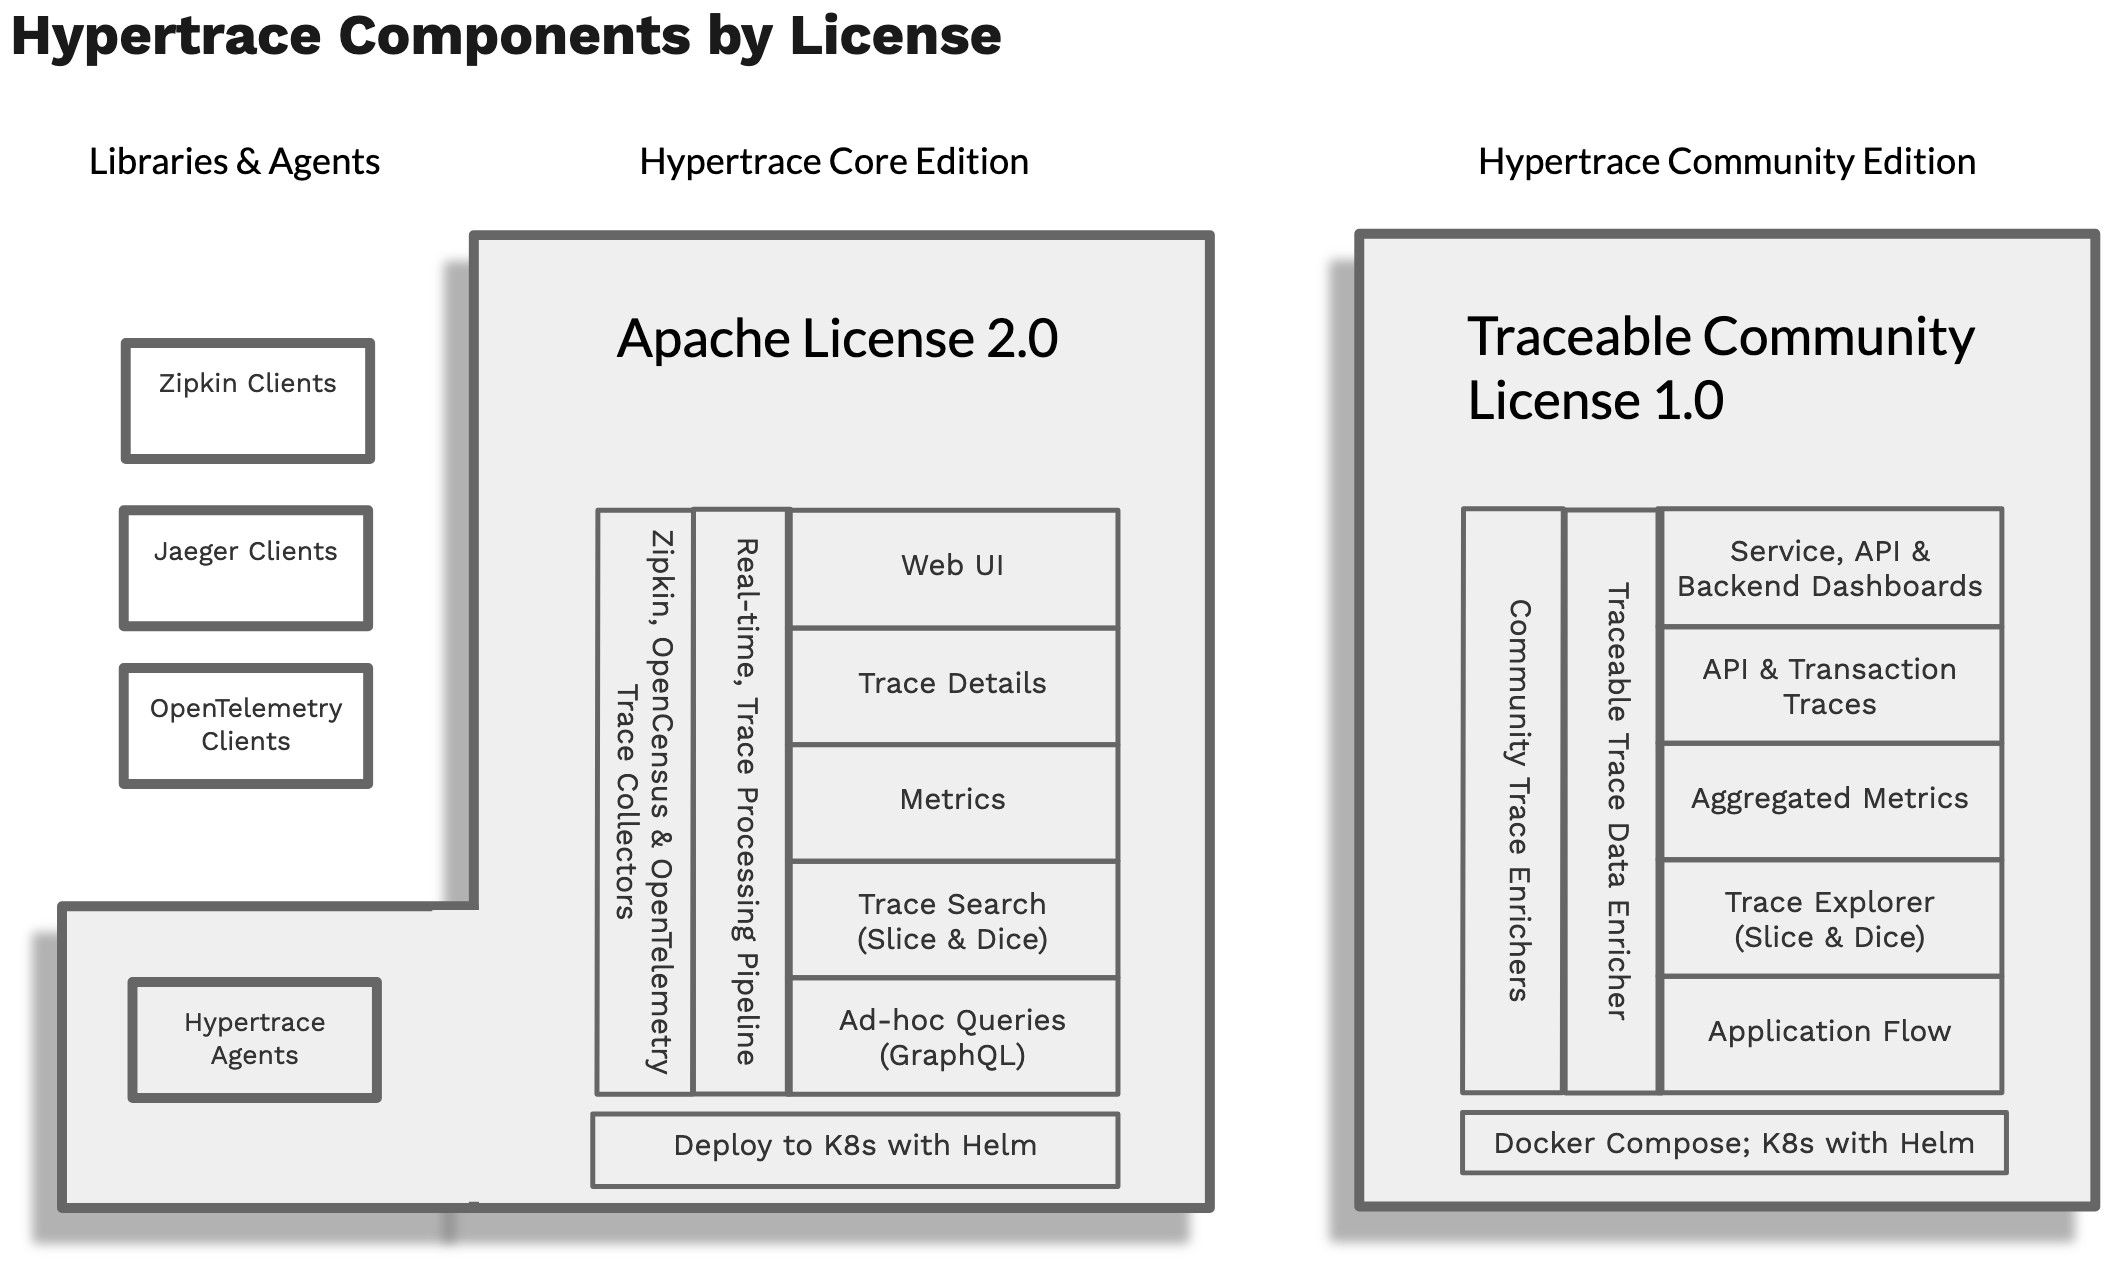 Hypertrace Components by License
Libraries & Agents
Hypertrace Core Edition
Hypertrace Community Edition
Zipkin Clients
Jaeger Clients
OpenTelemetry
Clients
Hypertrace
Agents
Apache License 2.0
Zipkin, OpenCensus & OpenTelemetry
Trace Collectors
Real-time, Trace Processing Pipeline
Web UI
Trace Details
Metrics
Trace Search
(Slice & Dice)
Ad-hoc Queries
(GraphQL)
Deploy to K8s with Helm
Traceable Community
License 1.0
Community Trace Enrichers
Traceable Trace Data Enricher
Service, API &
Backend Dashboards
API & Transaction
Traces
Aggregated Metrics
Trace Explorer
(Slice & Dice)
Application Flow
Docker Compose; K8s with Helm